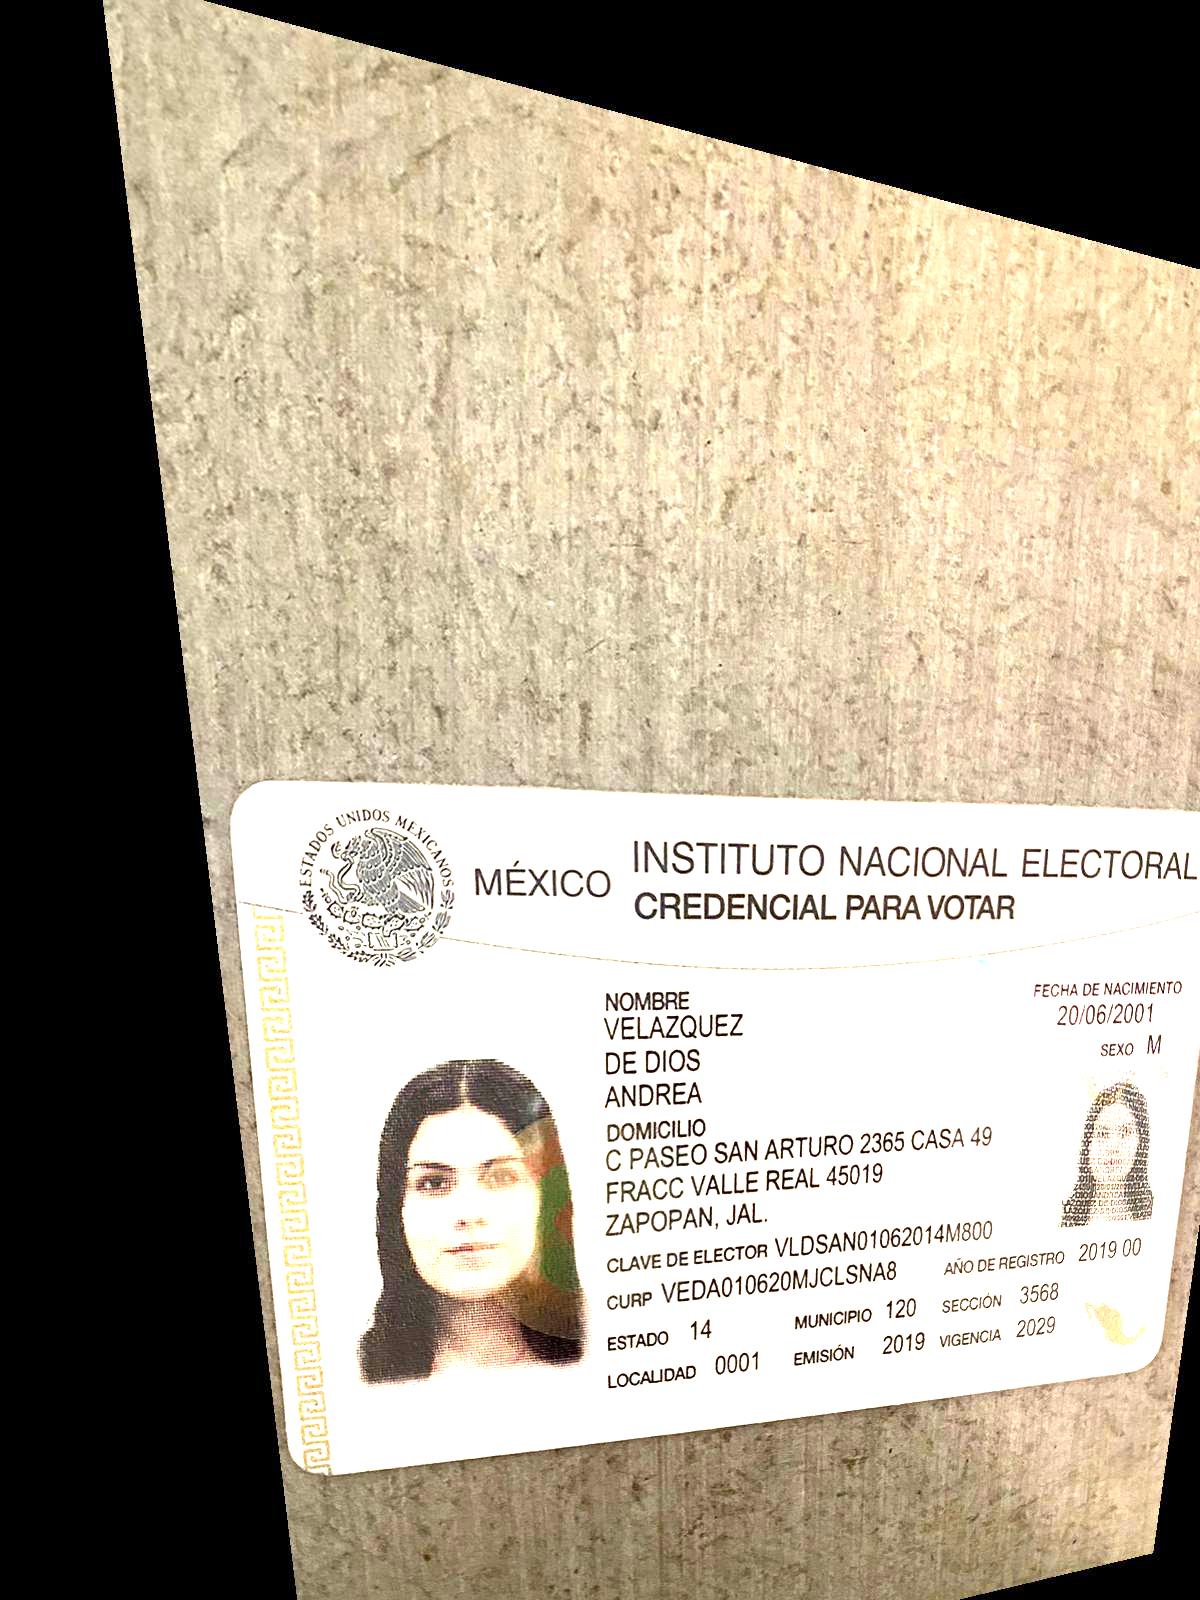 ESTADOS UNIDOS MEXICANOS
MÉXICO
INSTITUTO NACIONAL ELECTORAL
CREDENCIAL PARA VOTAR
NOMBRE
VELAZQUEZ
DE DIOS
ANDREA
FECHA DE NACIMIENTO
20/06/2001
SEXO M
DOMICILIO
C PASEO SAN ARTURO 2365 CASA 49
FRACC VALLE REAL 45019
ZAPOPAN, JAL.
CLAVE DE ELECTOR VLDSAN01062014M800
CURP VEDA010620MJCLSNA8 AÑO DE REGISTRO 2019 00
ESTADO 14 MUNICIPIO 120 SECCIÓN 3568
LOCALIDAD 0001 EMISIÓN 2019 VIGENCIA 2029